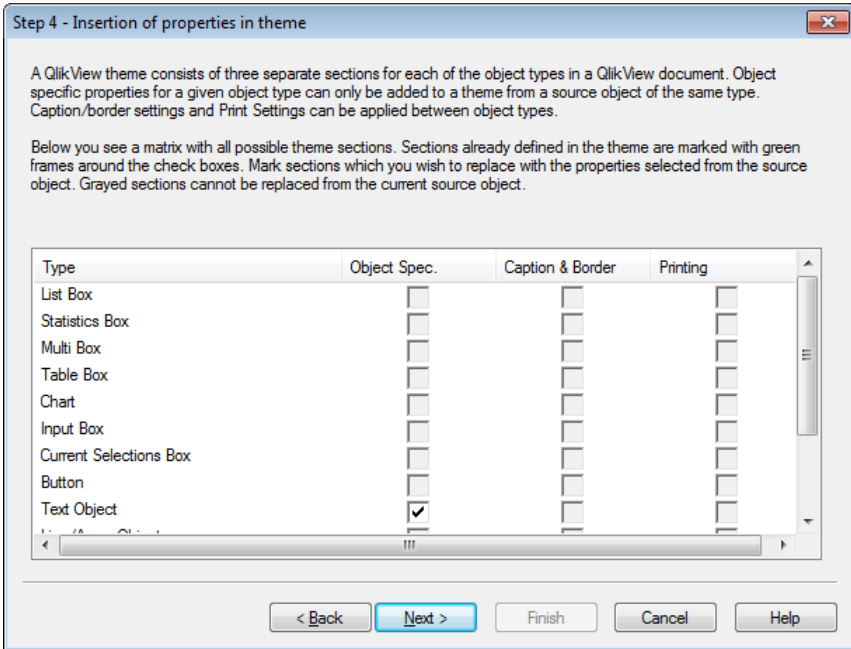 Step 4 - Insertion of properties in theme
A QlikView theme consists of three separate sections for each of the object types in a QlikView document. Object
specific properties for a given object type can only be added to a theme from a source object of the same type.
Caption/border settings and Print Settings can be applied between object types.
Below you see a matrix with all possible theme sections. Sections already defined in the theme are marked with green
frames around the check boxes. Mark sections which you wish to replace with the properties selected from the source
object. Grayed sections cannot be replaced from the current source object.
Type Object Spec. Caption & Border Printing
List Box
Statistics Box
Multi Box
Table Box
Chart
Input Box
Current Selections Box
Button
Text Object
< Back Next > Finish Cancel Help